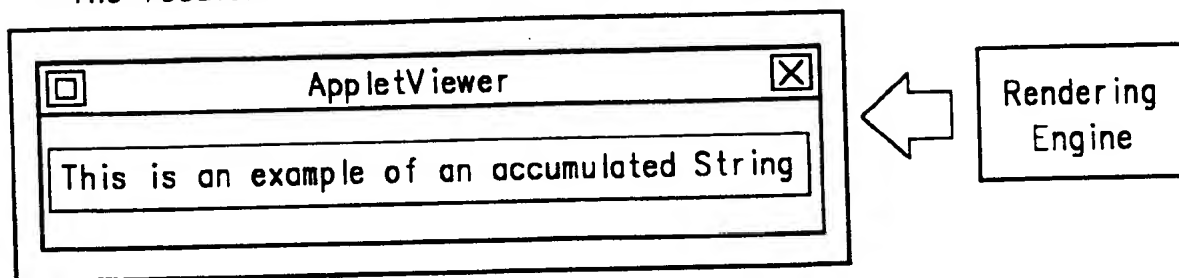 AppletViewer
This is an example of an accumulated String
Rendering
Engine